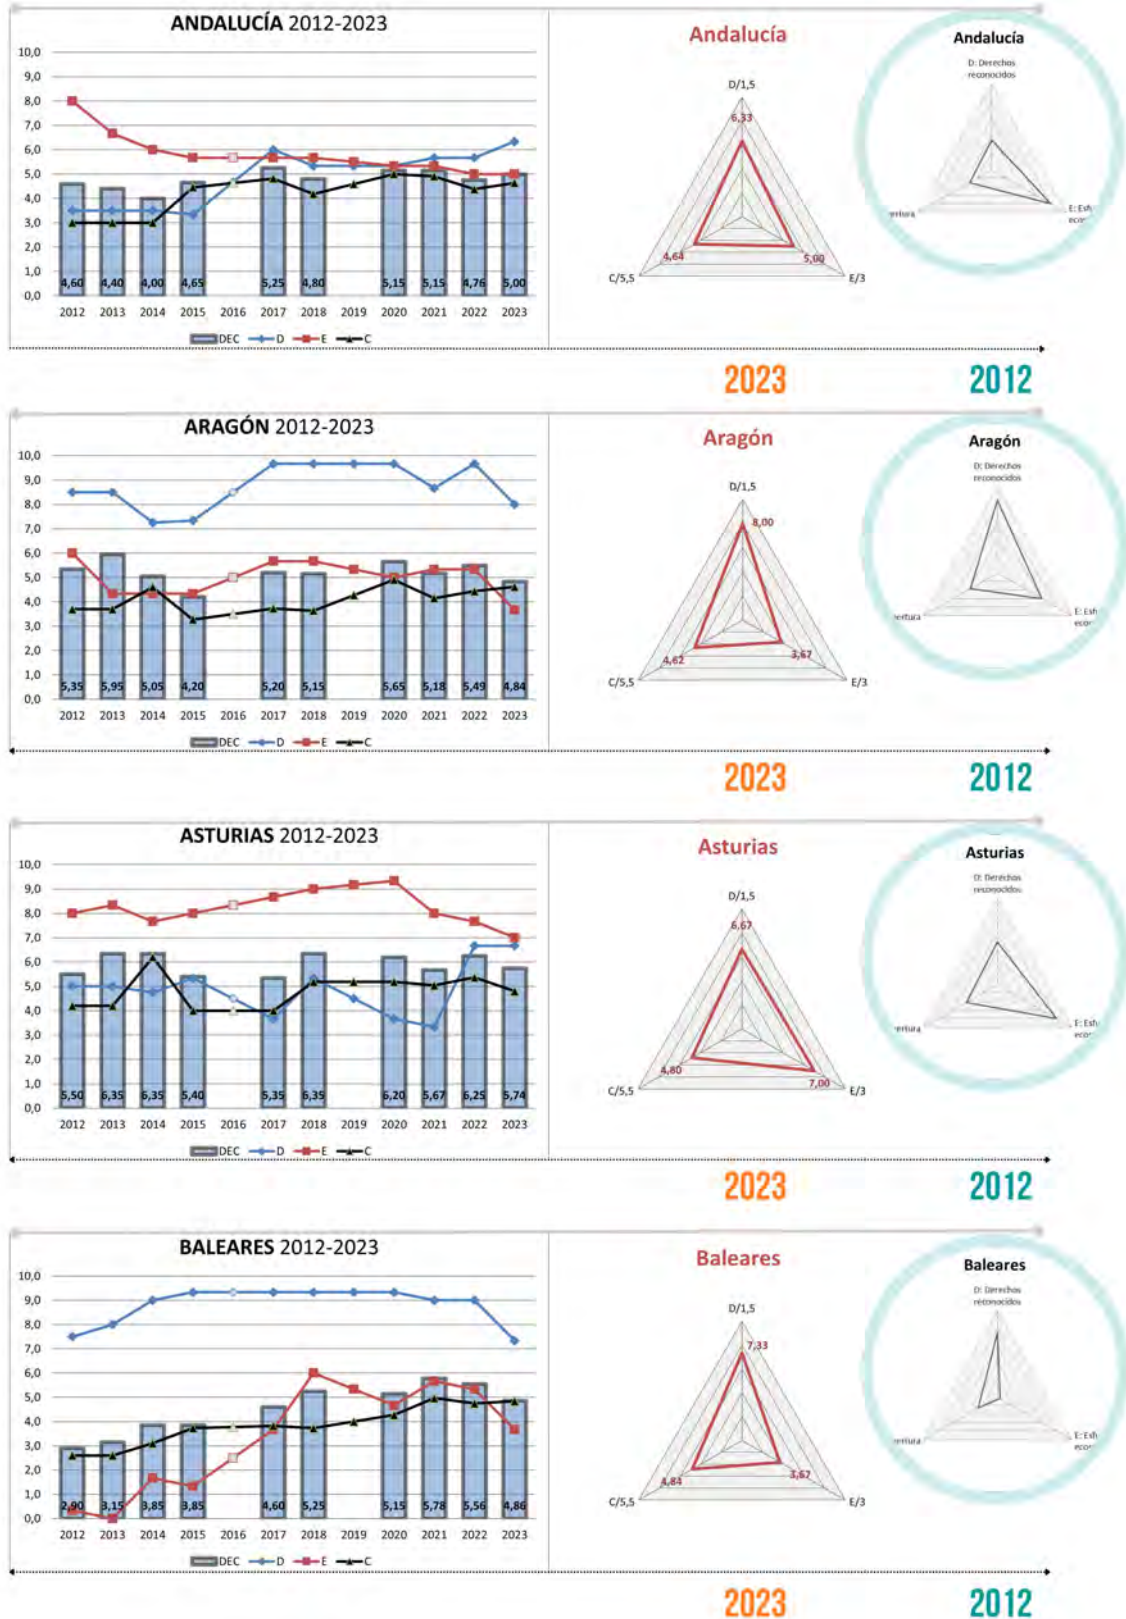 ANDALUCÍA 2012-2023
10,0
9,0
8,0
7,0
6,0
5,0
4,0
3,0
2,0
1,0
0,0
4,60 4,40 4,00 4,65 5,25 4,80 5,15 5,15 4,76 5,00
2012 2013 2014 2015 2016 2017 2018 2019 2020 2021 2022 2023
DEC D E C
Andalucía
D/1,5
6,33
4,64 5,00
C/5,5 E/3
Andalucía
D: Derechos
reconocidos
E: Esf
ertura econ
2023 2012
ARAGÓN 2012-2023
10,0
9,0
8,0
7,0
6,0
5,0
4,0
3,0
2,0
1,0
0,0
5,35 5,95 5,05 4,20 5,20 5,15 5,65 5,18 5,49 4,84
2012 2013 2014 2015 2016 2017 2018 2019 2020 2021 2022 2023
DEC D E C
Aragón
D/1,5
8,00
4,62 3,67
C/5,5 E/3
Aragón
D: Derechos
reconocidos
ertura E: Esf
econ
2023 2012
ASTURIAS 2012-2023
10,0
9,0
8,0
7,0
6,0
5,0
4,0
3,0
2,0
1,0
0,0
5,50 6,35 6,35 5,40 5,35 6,35 6,20 5,67 6,25 5,74
2012 2013 2014 2015 2016 2017 2018 2019 2020 2021 2022 2023
DEC D E C
Asturias
D/1,5
6,67
4,80 7,00
C/5,5 E/3
Asturias
D: Derechos
reconocidos
ertura E: Esf
econ
2023 2012
BALEARES 2012-2023
10,0
9,0
8,0
7,0
6,0
5,0
4,0
3,0
2,0
1,0
0,0
2,90 3,15 3,85 3,85 4,60 5,25 5,15 5,78 5,56 4,86
2012 2013 2014 2015 2016 2017 2018 2019 2020 2021 2022 2023
DEC D E C
Baleares
D/1,5
7,33
4,84 3,67
C/5,5 E/3
Baleares
D: Derechos
reconocidos
ertura E: Esf
econ
2023 2012